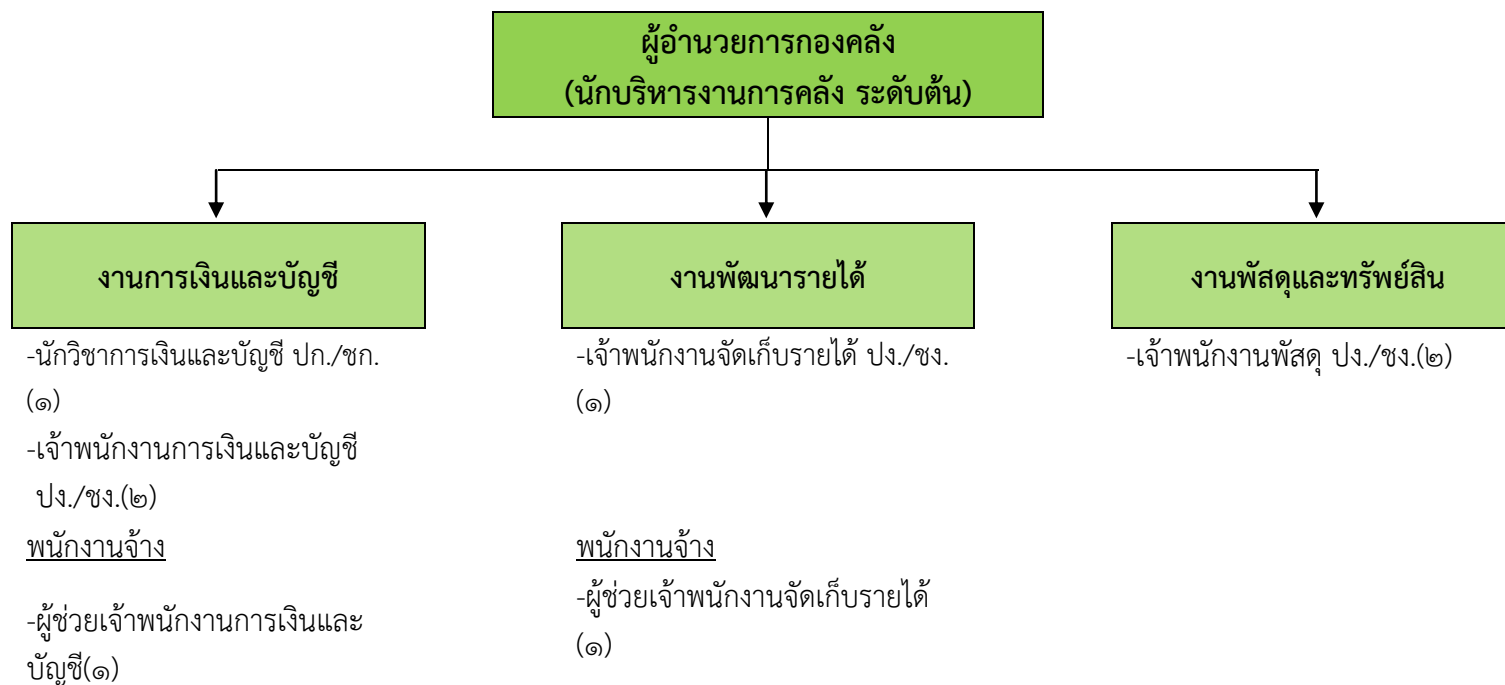 ผู้อำนวยการกองคลัง
(นักบริหารงานการคลัง ระดับต้น)
งานการเงินและบัญชี
-นักวิชาการเงินและบัญชี ปก./ชก.
(๑)
-เจ้าพนักงานการเงินและบัญชี
ปง./ชง.(๒)
พนักงานจ้าง
-ผู้ช่วยเจ้าพนักงานการเงินและ
บัญชี(๑)
งานพัฒนารายได้
-เจ้าพนักงานจัดเก็บรายได้ ปง./ชง.
(๑)
พนักงานจ้าง
-ผู้ช่วยเจ้าพนักงานจัดเก็บรายได้
(๑)
งานพัสดุและทรัพย์สิน
-เจ้าพนักงานพัสดุ ปง./ชง.(๒)